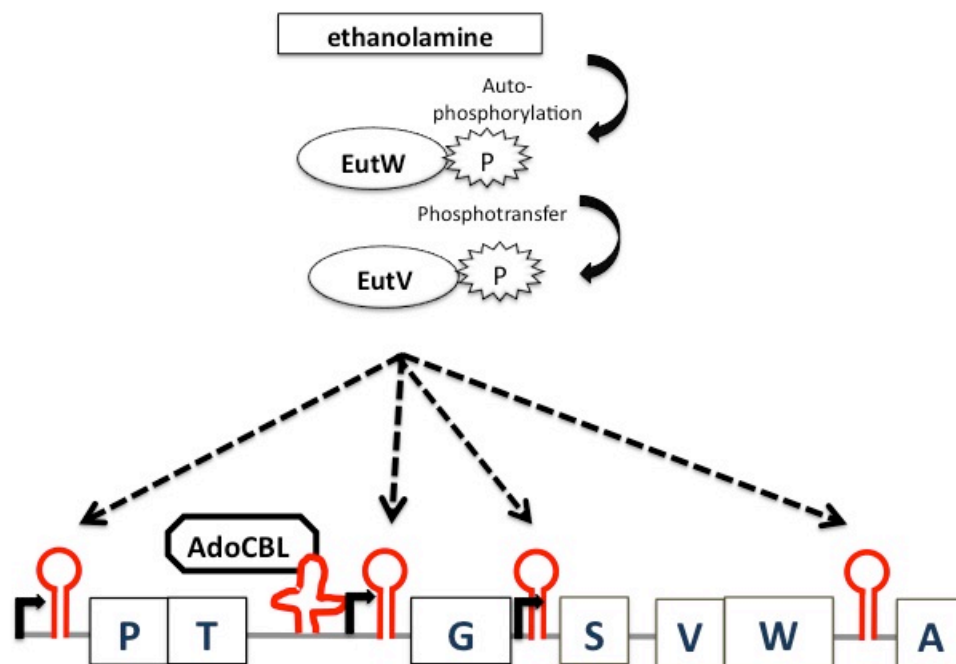 ethanolamine
Auto-
phosphorylation
EutW P
Phosphotransfer
EutV P
AdoCBL
P T G S V W A